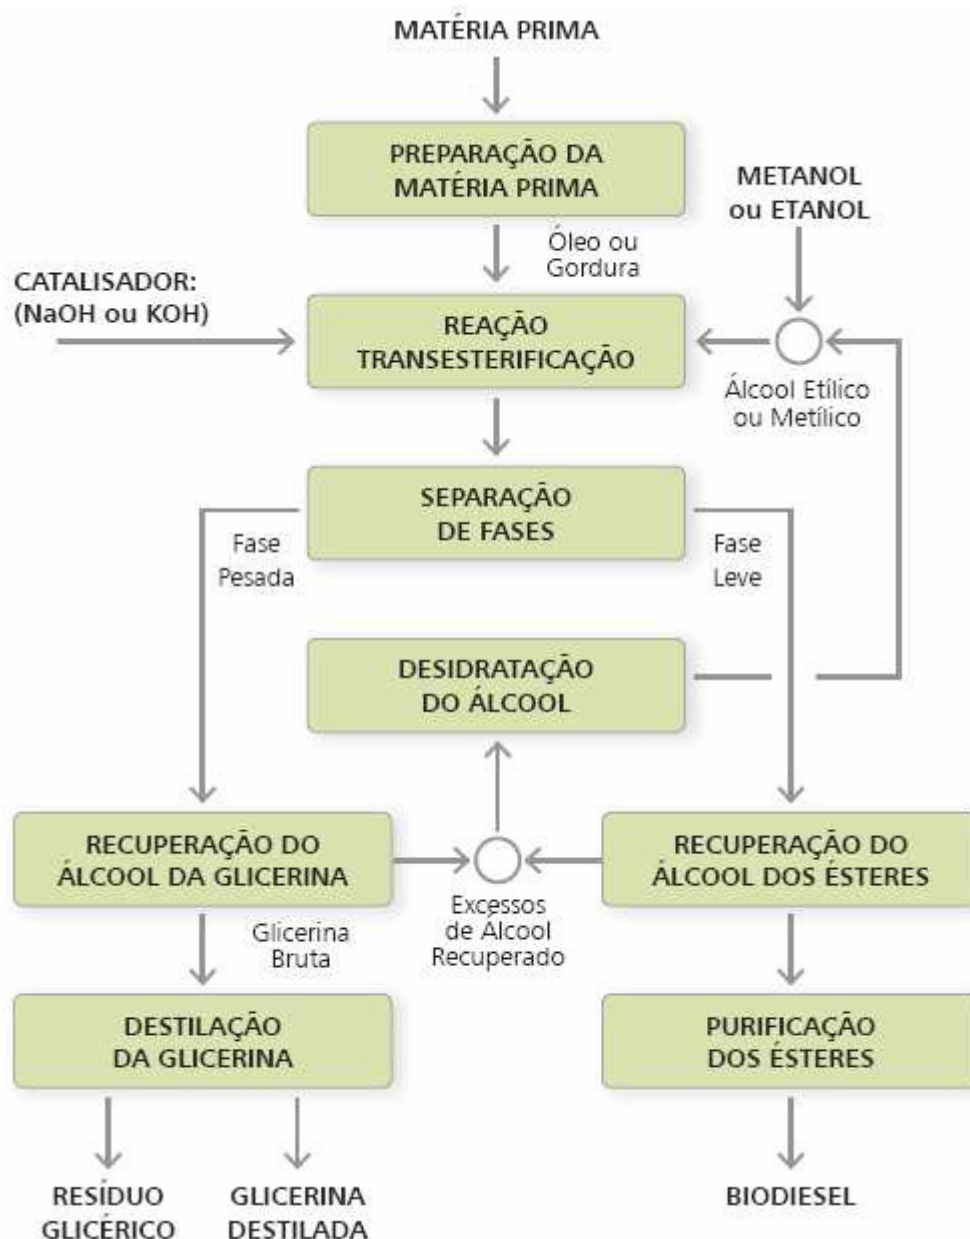 MATÉRIA PRIMA
PREPARAÇÃO DA
MATÉRIA PRIMA
METANOL
ou ETANOL
Óleo ou
Gordura
CATALISADOR:
(NaOH ou KOH)
REAÇÃO
TRANSESTERIFICAÇÃO
Álcool Etílico
ou Metílico
SEPARAÇÃO
DE FASES
Fase
Pesada
Fase
Leve
DESIDRATAÇÃO
DO ÁLCOOL
RECUPERAÇÃO DO
ÁLCOOL DA GLICERINA
RECUPERAÇÃO DO
ÁLCOOL DOS ÉSTERES
Excessos
de Álcool
Recuperado
Glicerina
Bruta
DESTILAÇÃO
DA GLICERINA
PURIFICAÇÃO
DOS ÉSTERES
RESÍDUO
GLICÉRICO
GLICERINA
DESTILADA
BIODIESEL